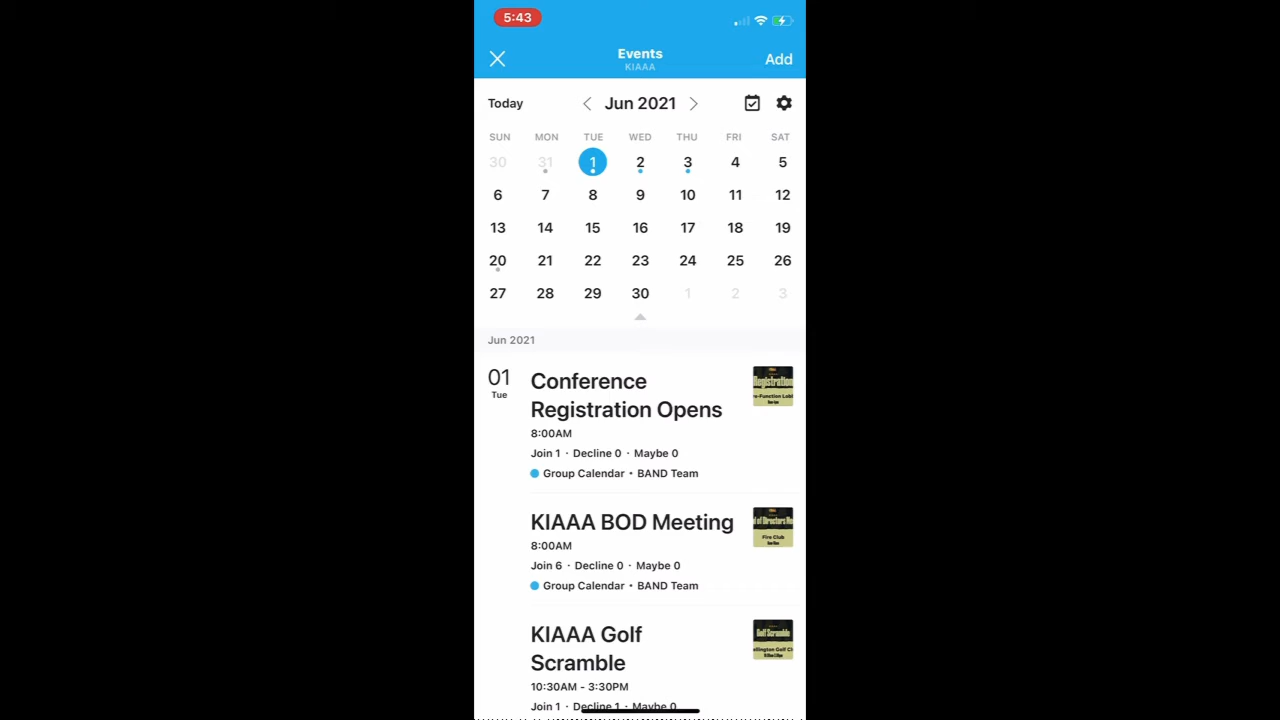 5:43
Events
KIAAA
Add
Today
Jun 2021
SUN MON TUE WED THU FRI SAT
30 31 1 2 3 4 5
6 7 8 9 10 11 12
13 14 15 16 17 18 19
20 21 22 23 24 25 26
27 28 29 30 1 2 3
Jun 2021
01
Tue
Conference
Registration Opens
8:00AM
Join 1 · Decline 0 · Maybe 0
Group Calendar • BAND Team
Registration
KIAAA BOD Meeting
8:00AM
Join 6 · Decline 0 · Maybe 0
Group Calendar • BAND Team
Fire Club
KIAAA Golf
Scramble
10:30AM - 3:30PM
Join 1 · Decline 1 · Maybe 0
Golf Scramble